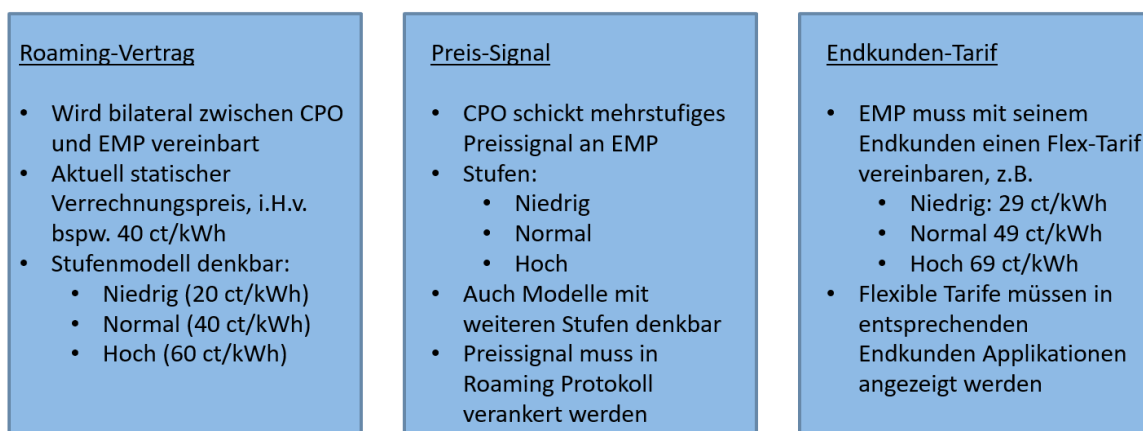 Roaming-Vertrag
• Wird bilateral zwischen CPO
und EMP vereinbart
• Aktuell statischer
Verrechnungspreis, i.H.v.
bspw. 40 ct/kWh
• Stufenmodell denkbar:
• Niedrig (20 ct/kWh)
• Normal (40 ct/kWh)
• Hoch (60 ct/kWh)
Preis-Signal
• CPO schickt mehrstufiges
Preissignal an EMP
• Stufen:
• Niedrig
• Normal
• Hoch
• Auch Modelle mit
weiteren Stufen denkbar
• Preissignal muss in
Roaming Protokoll
verankert werden
Endkunden-Tarif
• EMP muss mit seinem
Endkunden einen Flex-Tarif
vereinbaren, z.B.
• Niedrig: 29 ct/kWh
• Normal 49 ct/kWh
• Hoch 69 ct/kWh
• Flexible Tarife müssen in
entsprechenden
Endkunden Applikationen
angezeigt werden